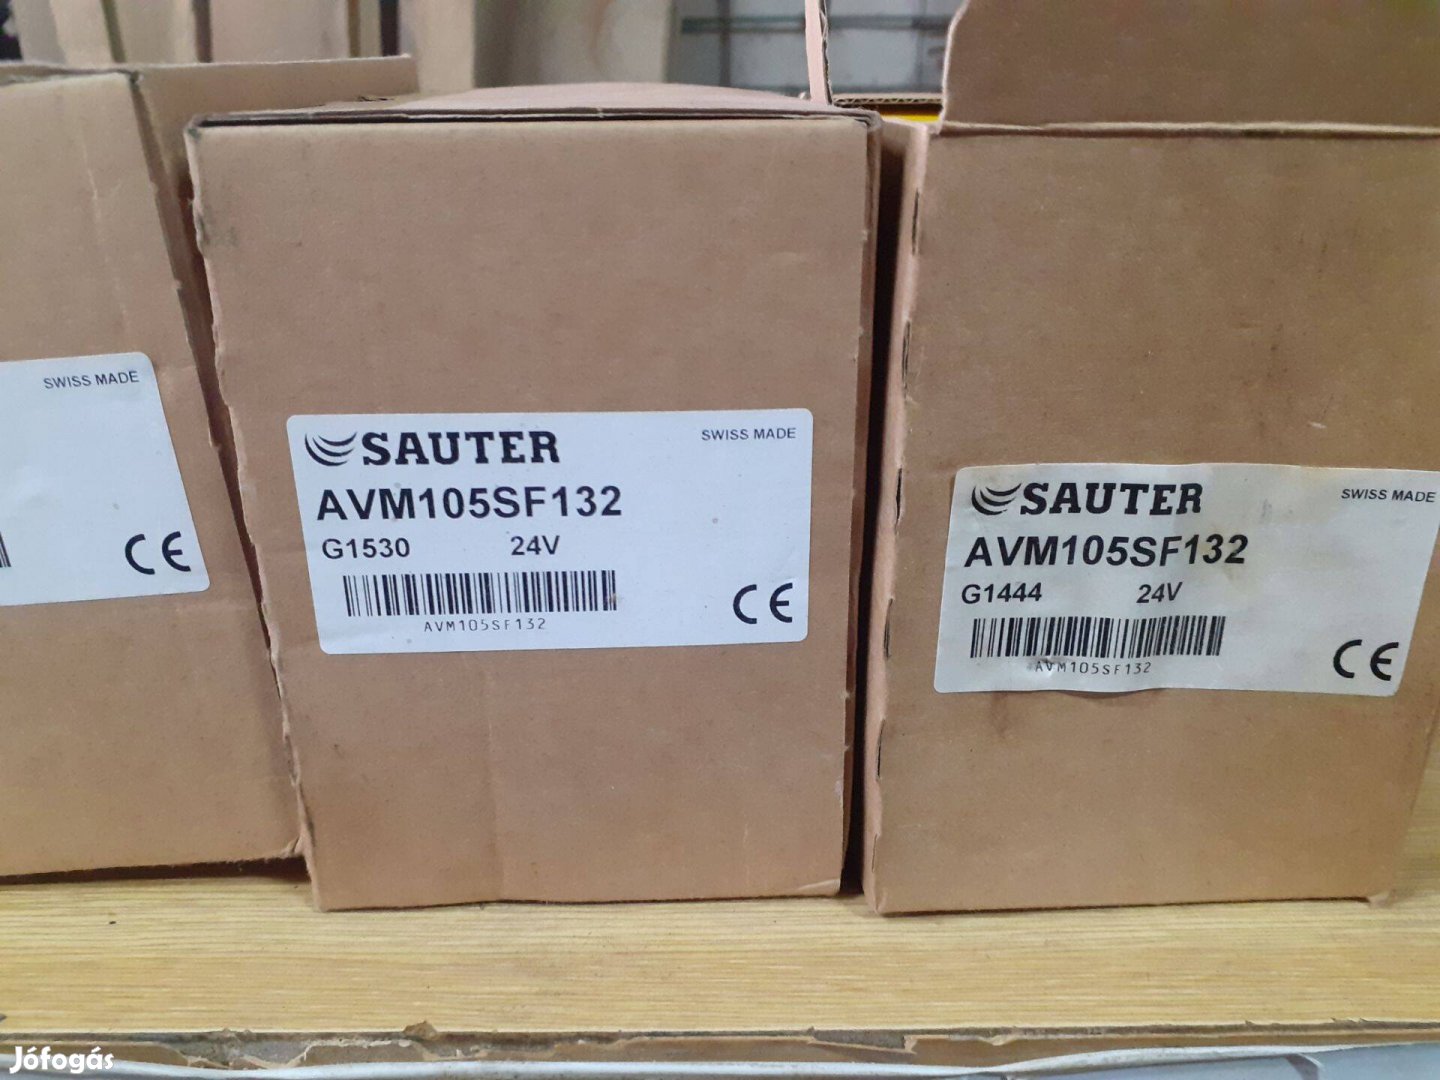 SWISS MADE
CE
SAUTER
SWISS MADE
AVM105SF132
G1530 24V
AVM105SF132
CE
SAUTER
SWISS MADE
AVM105SF132
G1444 24V
AVM105SF132
CE
Jófogás